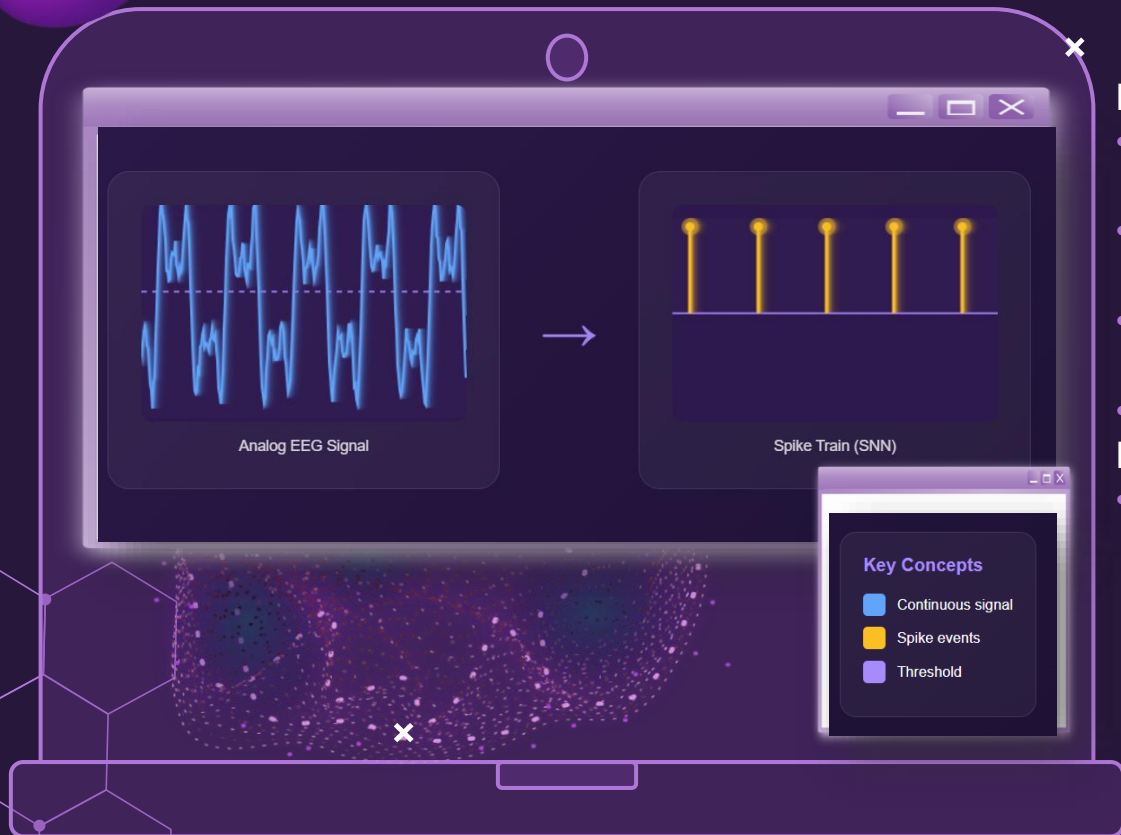 Analog EEG Signal
→
Spike Train (SNN)
Key Concepts
Continuous signal
Spike events
Threshold